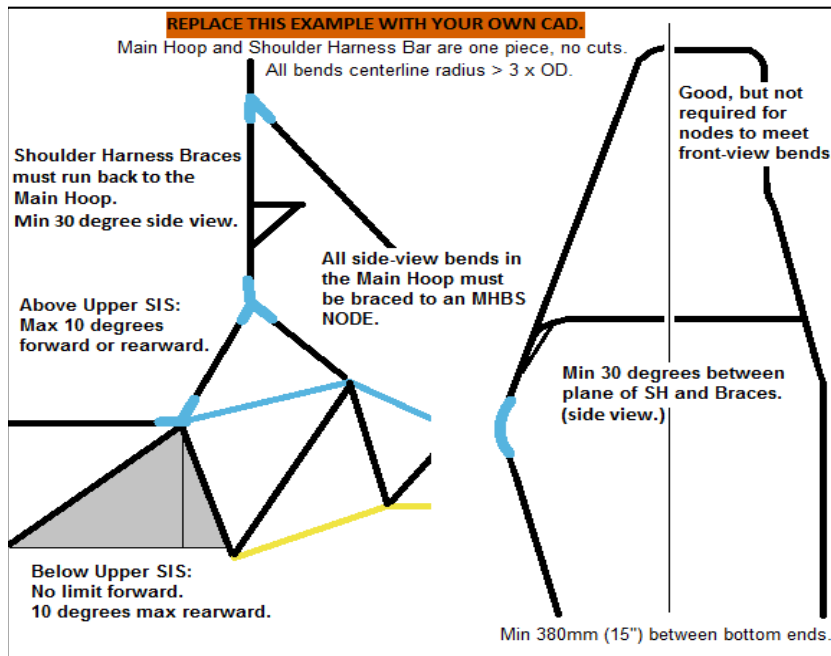 REPLACE THIS EXAMPLE WITH YOUR OWN CAD.
Main Hoop and Shoulder Harness Bar are one piece, no cuts.
All bends centerline radius > 3 x OD.
Good, but not
required for
nodes to meet
front-view bends
Shoulder Harness Braces
must run back to the
Main Hoop.
Min 30 degree side view.
All side-view bends in
the Main Hoop must
be braced to an MHBS
NODE.
Above Upper SIS:
Max 10 degrees
forward or rearward.
Min 30 degrees between
plane of SH and Braces.
(side view.)
Below Upper SIS:
No limit forward.
10 degrees max rearward.
Min 380mm (15") between bottom ends.